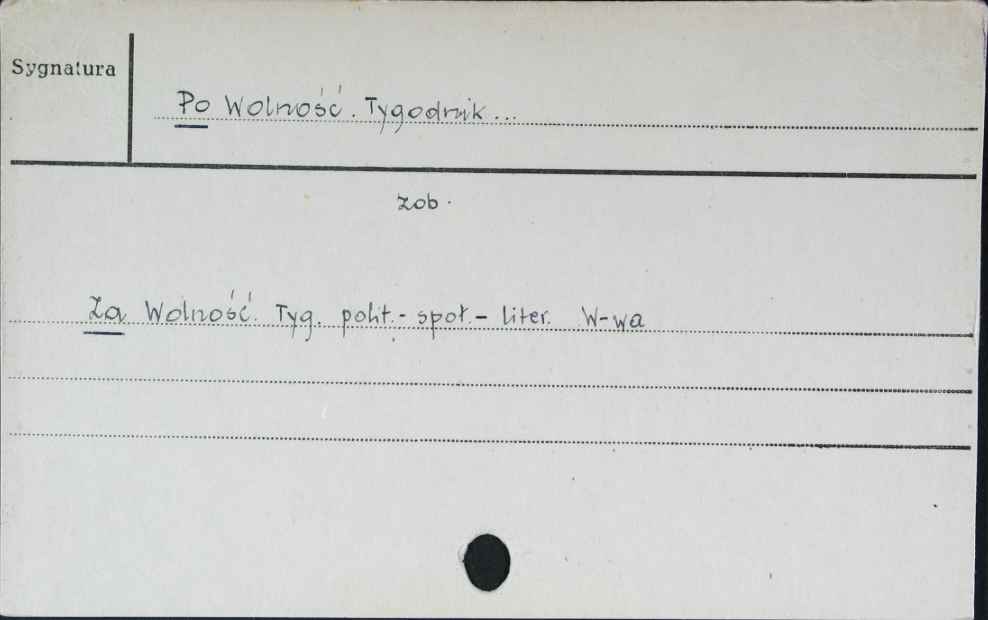 Sygnatura
Po Wolność. Tygodnik...
zob.
Za Wolność. Tyg. polit.- społ.- liter. W-wa